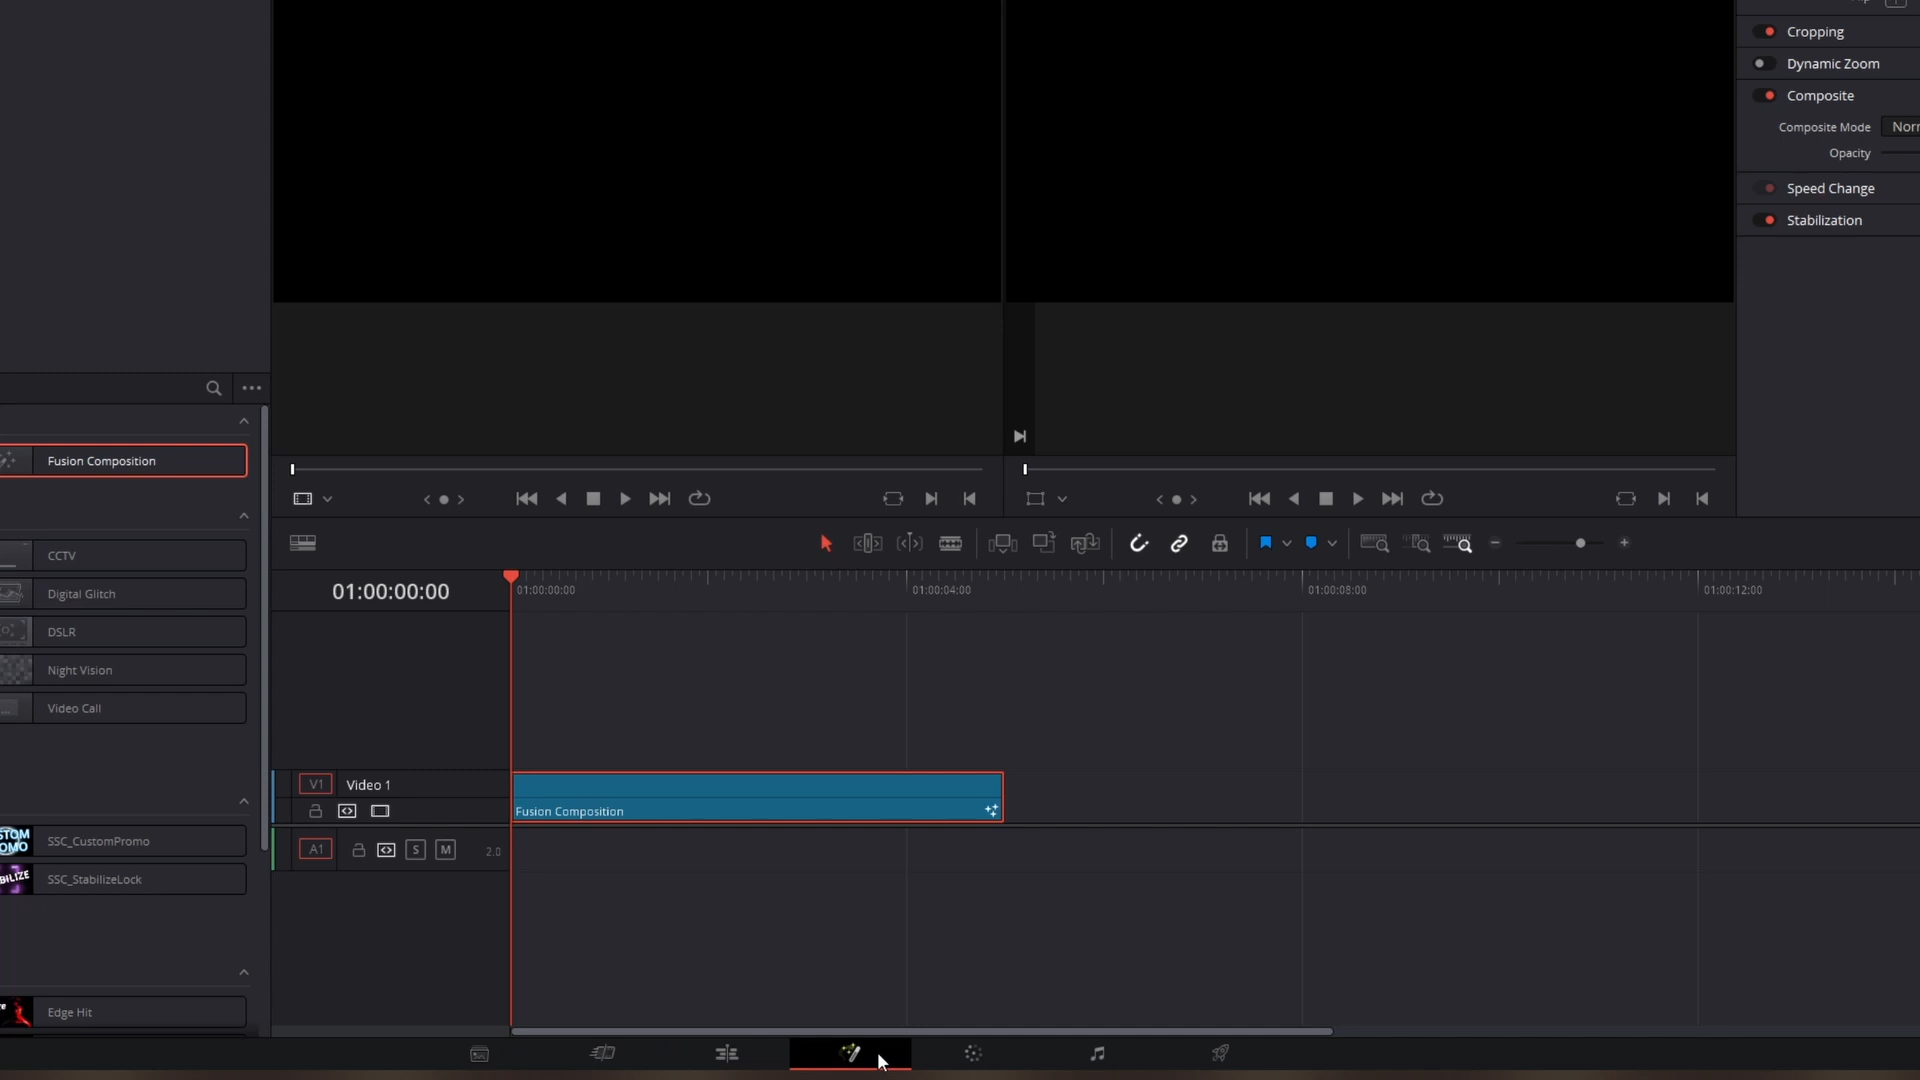 Cropping
Dynamic Zoom
Composite
Composite Mode
Opacity
Speed Change
Stabilization
Fusion Composition
CCTV
Digital Glitch
DSLR
Night Vision
Video Call
SSC_CustomPromo
SSC_StabilizeLock
Edge Hit
01:00:00:00
01:00:00:00
01:00:04:00
01:00:08:00
01:00:12:00
V1 Video 1
Fusion Composition
A1 S M 2.0